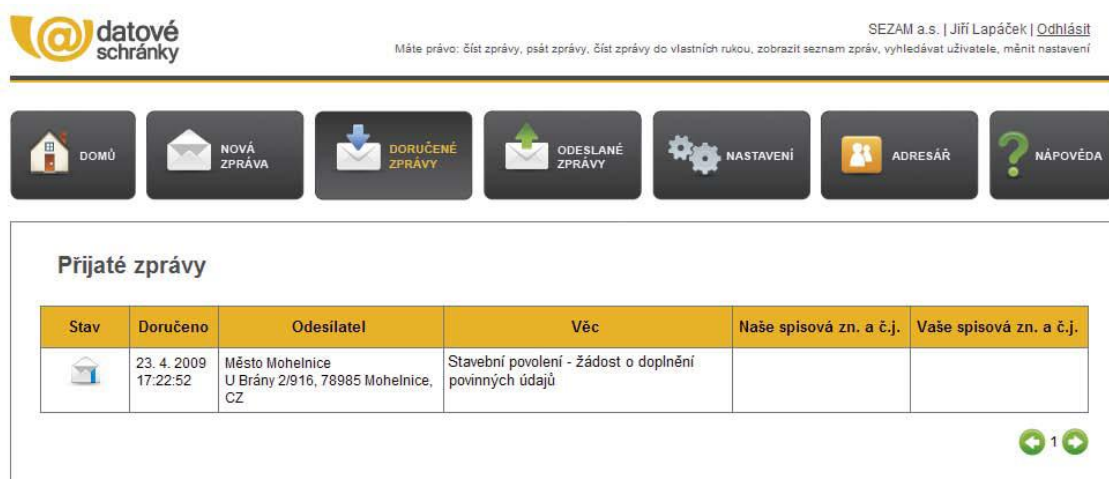 datové
schránky
SEZAM a.s. | Jiří Lapáček | Odhlásit
Máte právo: číst zprávy, psát zprávy, číst zprávy do vlastních rukou, zobrazit seznam zpráv, vyhledávat uživatele, měnit nastavení
DOMŮ
NOVÁ
ZPRÁVA
DORUČENÉ
ZPRÁVY
ODESLANÉ
ZPRÁVY
NASTAVENÍ
ADRESÁŘ
NÁPOVĚDA
Přijaté zprávy
Stav Doručeno Odesílatel Věc Naše spisová zn. a č.j. Vaše spisová zn. a č.j.
23. 4. 2009 Město Mohelnice Stavební povolení - žádost o doplnění
17:22:52 U Brány 2/916, 78985 Mohelnice, povinných údajů
CZ
1